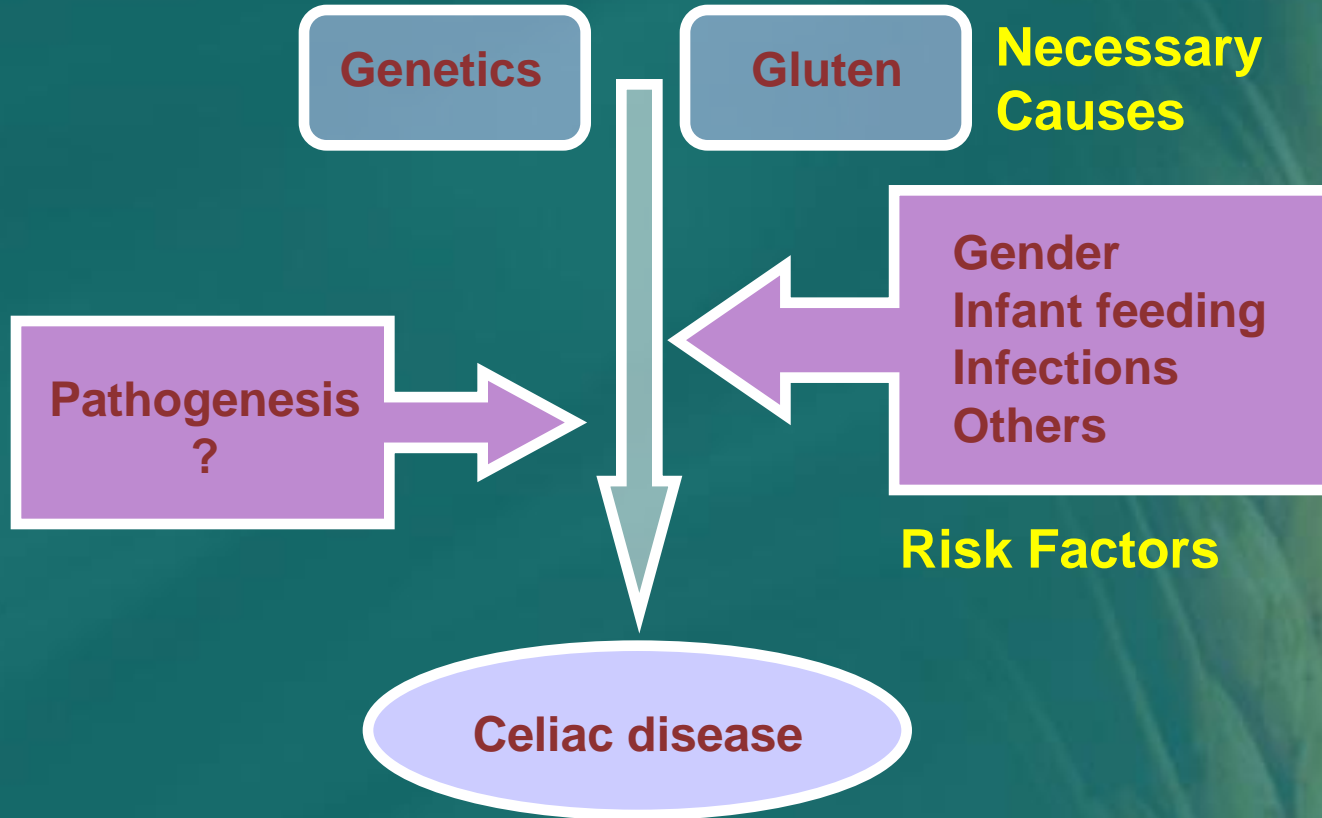 Genetics
Gluten
Necessary
Causes
Gender
Infant feeding
Infections
Others
Pathogenesis
?
Risk Factors
Celiac disease